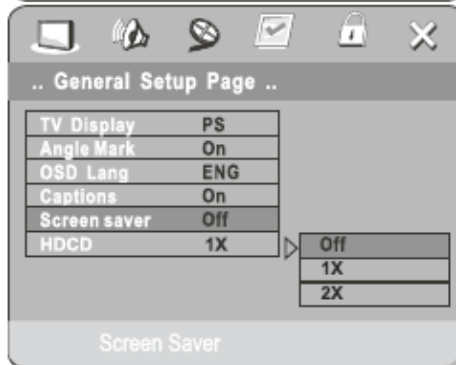 .. General Setup Page ..
TV Display PS
Angle Mark On
OSD Lang ENG
Captions On
Screen saver Off
HDCD 1X
Off
1X
2X
Screen Saver